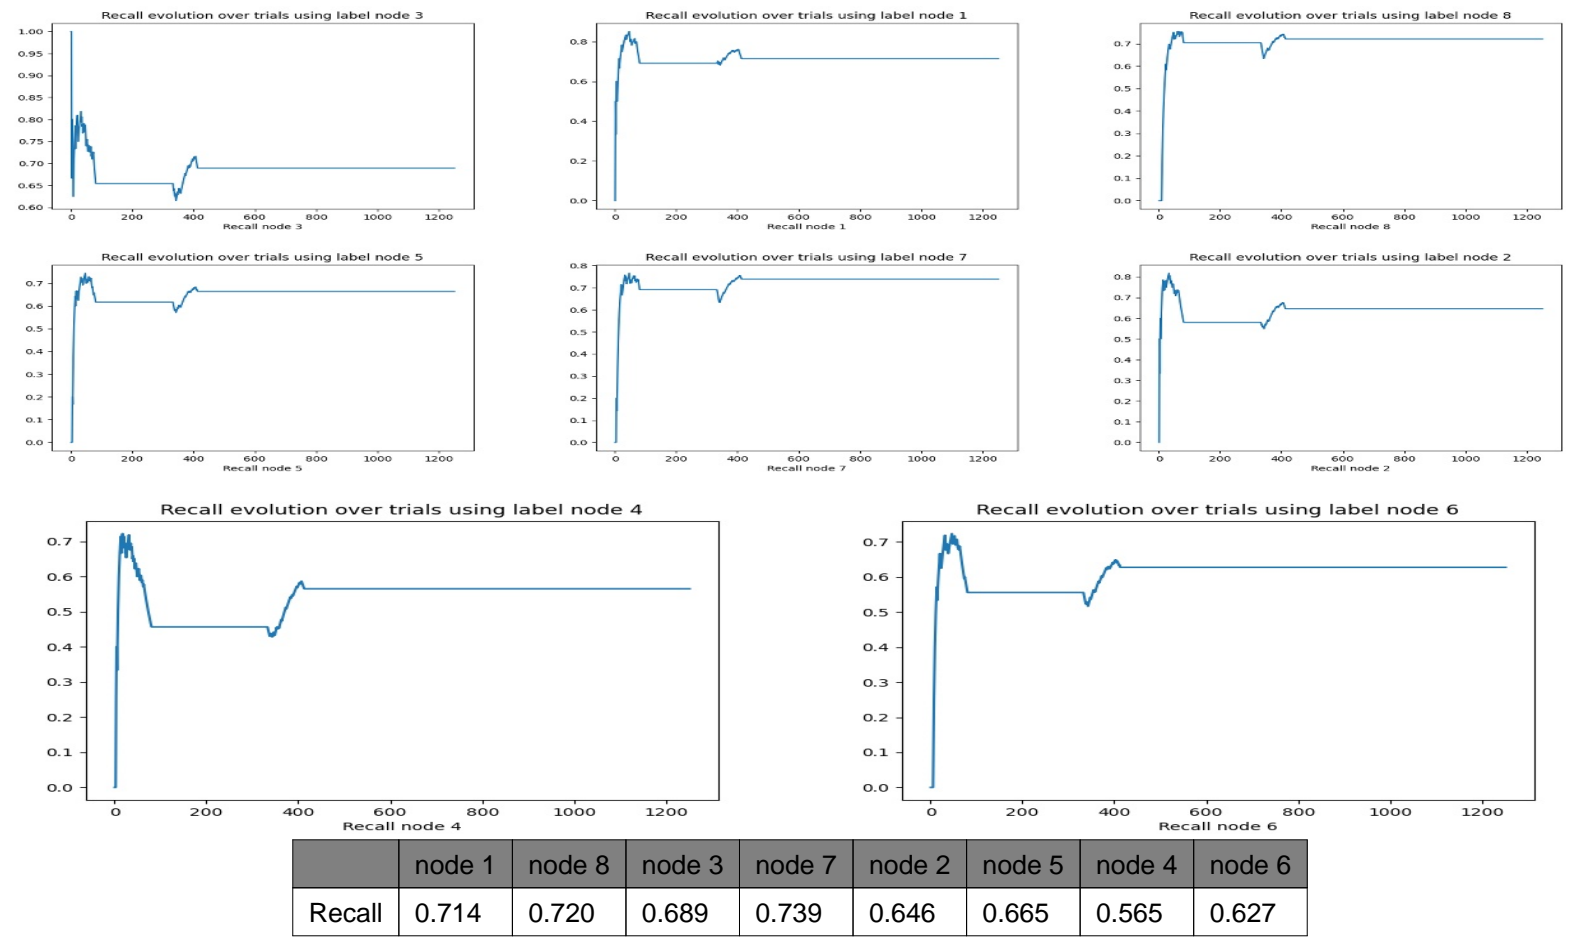 Recall evolution over trials using label node 3
1.00
0.95
0.90
0.85
0.80
0.75
0.70
0.65
0.60
0 200 400 600 800 1000 1200
Recall node 3
Recall evolution over trials using label node 1
0.8
0.6
0.4
0.2
0.0
0 200 400 600 800 1000 1200
Recall node 1
Recall evolution over trials using label node 8
0.7
0.6
0.5
0.4
0.3
0.2
0.1
0.0
0 200 400 600 800 1000 1200
Recall node 8
Recall evolution over trials using label node 5
0.7
0.6
0.5
0.4
0.3
0.2
0.1
0.0
0 200 400 600 800 1000 1200
Recall node 5
Recall evolution over trials using label node 7
0.8
0.7
0.6
0.5
0.4
0.3
0.2
0.1
0.0
0 200 400 600 800 1000 1200
Recall node 7
Recall evolution over trials using label node 2
0.8
0.7
0.6
0.5
0.4
0.3
0.2
0.1
0.0
0 200 400 600 800 1000 1200
Recall node 2
Recall evolution over trials using label node 4
0.7
0.6
0.5
0.4
0.3
0.2
0.1
0.0
0 200 400 600 800 1000 1200
Recall node 4
Recall evolution over trials using label node 6
0.7
0.6
0.5
0.4
0.3
0.2
0.1
0.0
0 200 400 600 800 1000 1200
Recall node 6
node 1 node 8 node 3 node 7 node 2 node 5 node 4 node 6
Recall 0.714 0.720 0.689 0.739 0.646 0.665 0.565 0.627